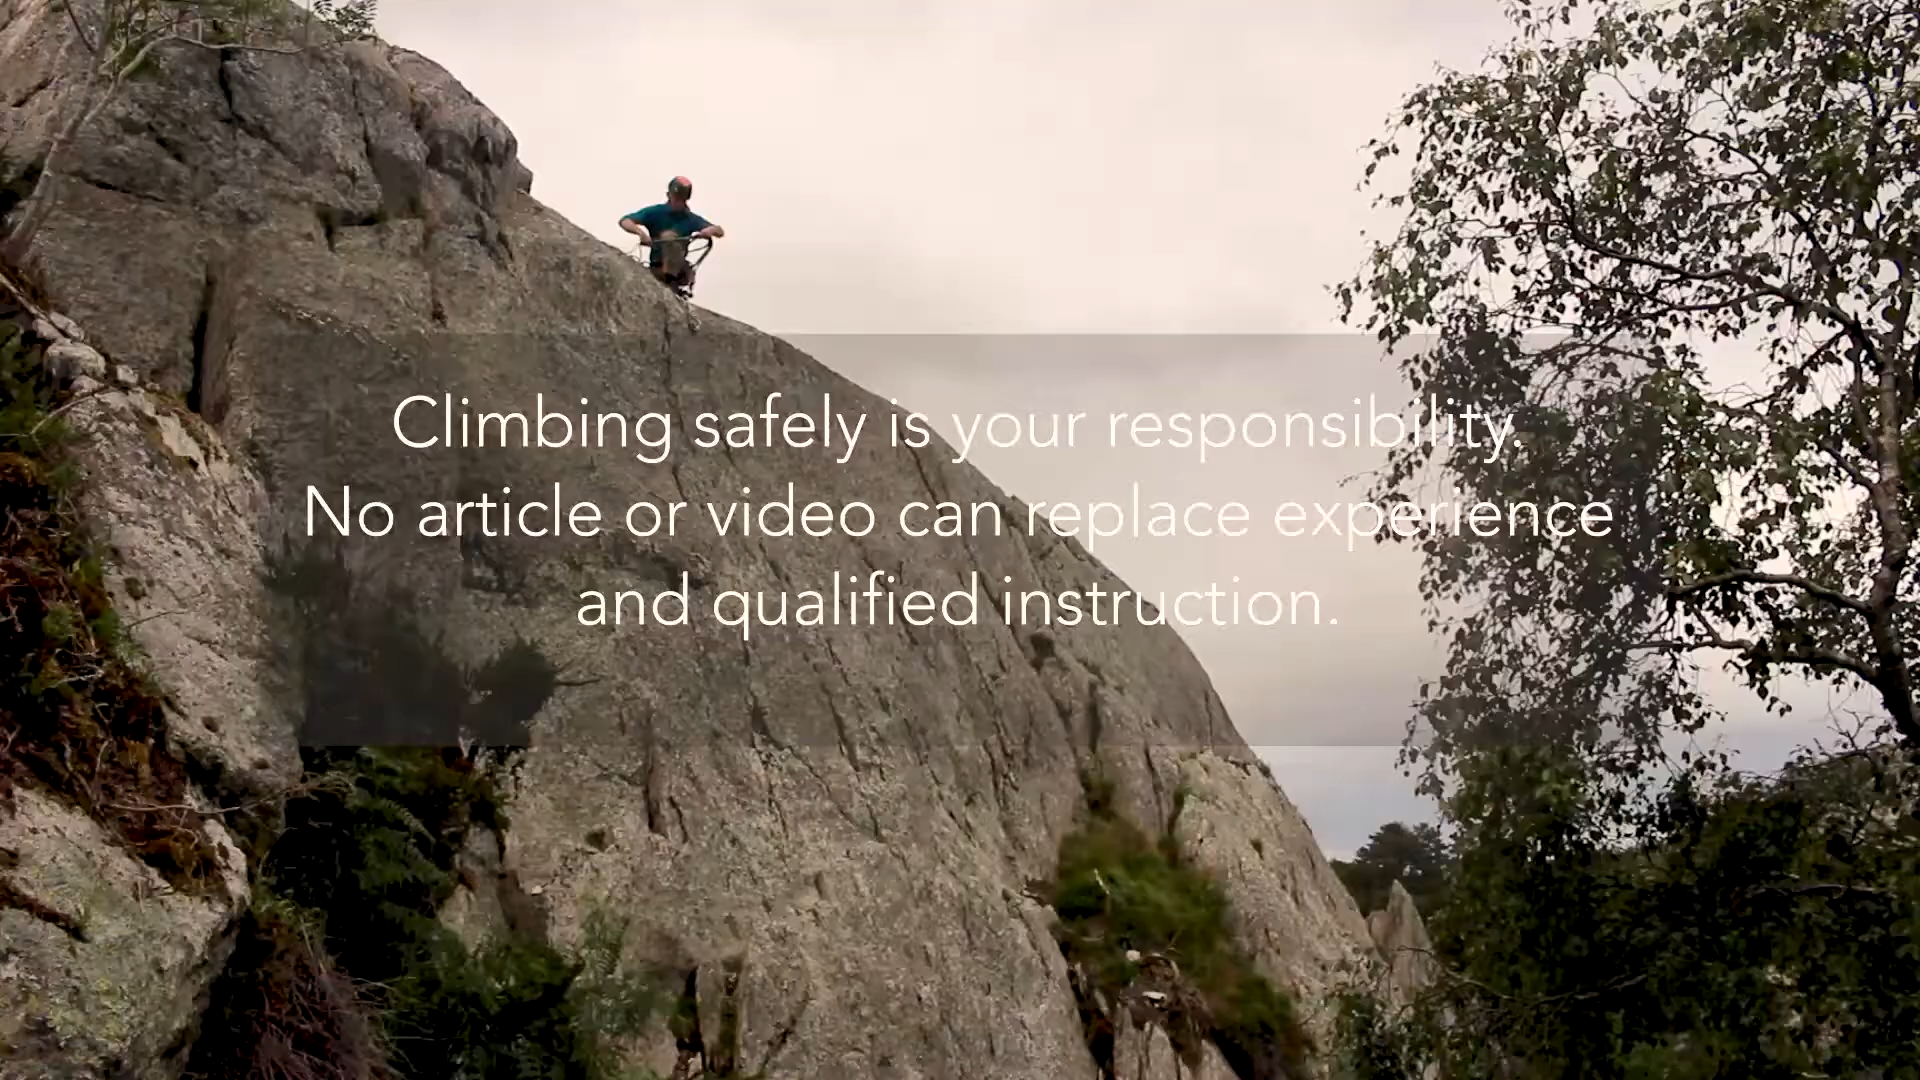 Climbing safely is your responsibility.
No article or video can replace experience
and qualified instruction.